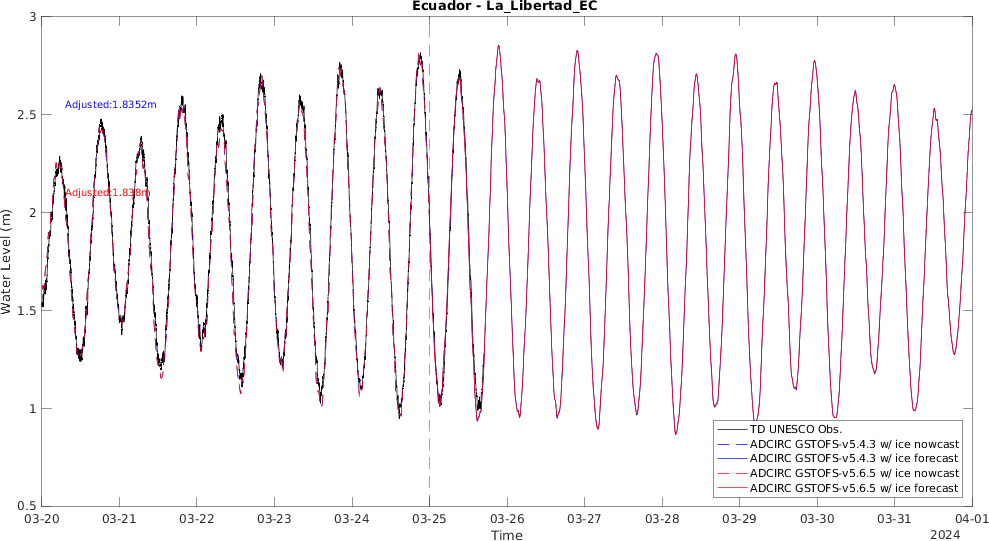 Ecuador - La_Libertad_EC
Water Level (m)
3
2.5
2
1.5
1
0.5
Adjusted:1.8352m
Adjusted:1.838m
TD UNESCO Obs.
ADCIRC GSTOFS-v5.4.3 w/ ice nowcast
ADCIRC GSTOFS-v5.4.3 w/ ice forecast
ADCIRC GSTOFS-v5.6.5 w/ ice nowcast
ADCIRC GSTOFS-v5.6.5 w/ ice forecast
03-20 03-21 03-22 03-23 03-24 03-25 03-26 03-27 03-28 03-29 03-30 03-31 04-01
Time
2024